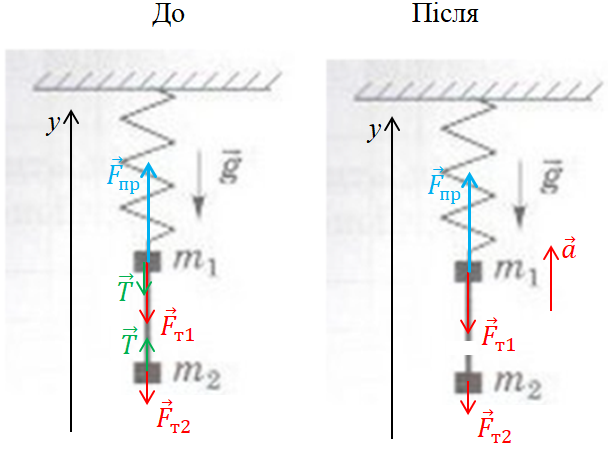 До
Після
y
F⃗пр
g⃗
m₁
T⃗
F⃗т1
T⃗
m₂
F⃗т2
y
F⃗пр
g⃗
a⃗
m₁
F⃗т1
m₂
F⃗т2